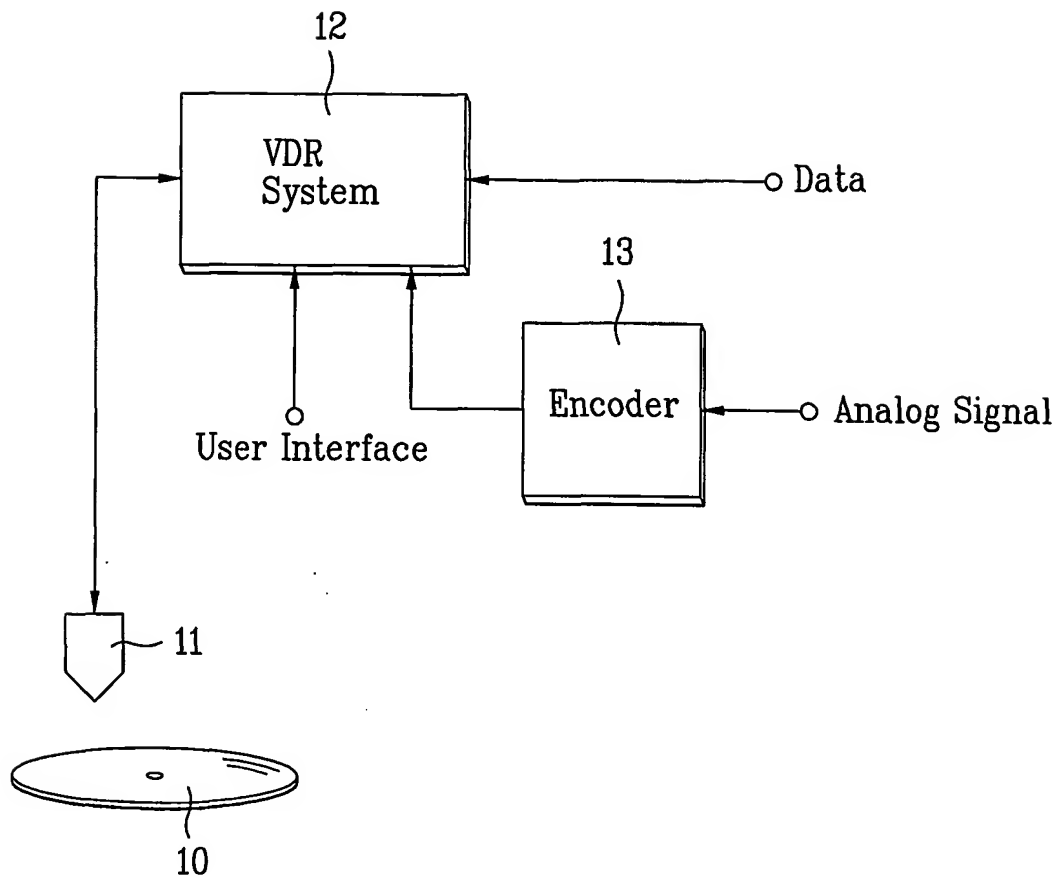 12
VDR
System
Data
13
Encoder
Analog Signal
User Interface
11
10